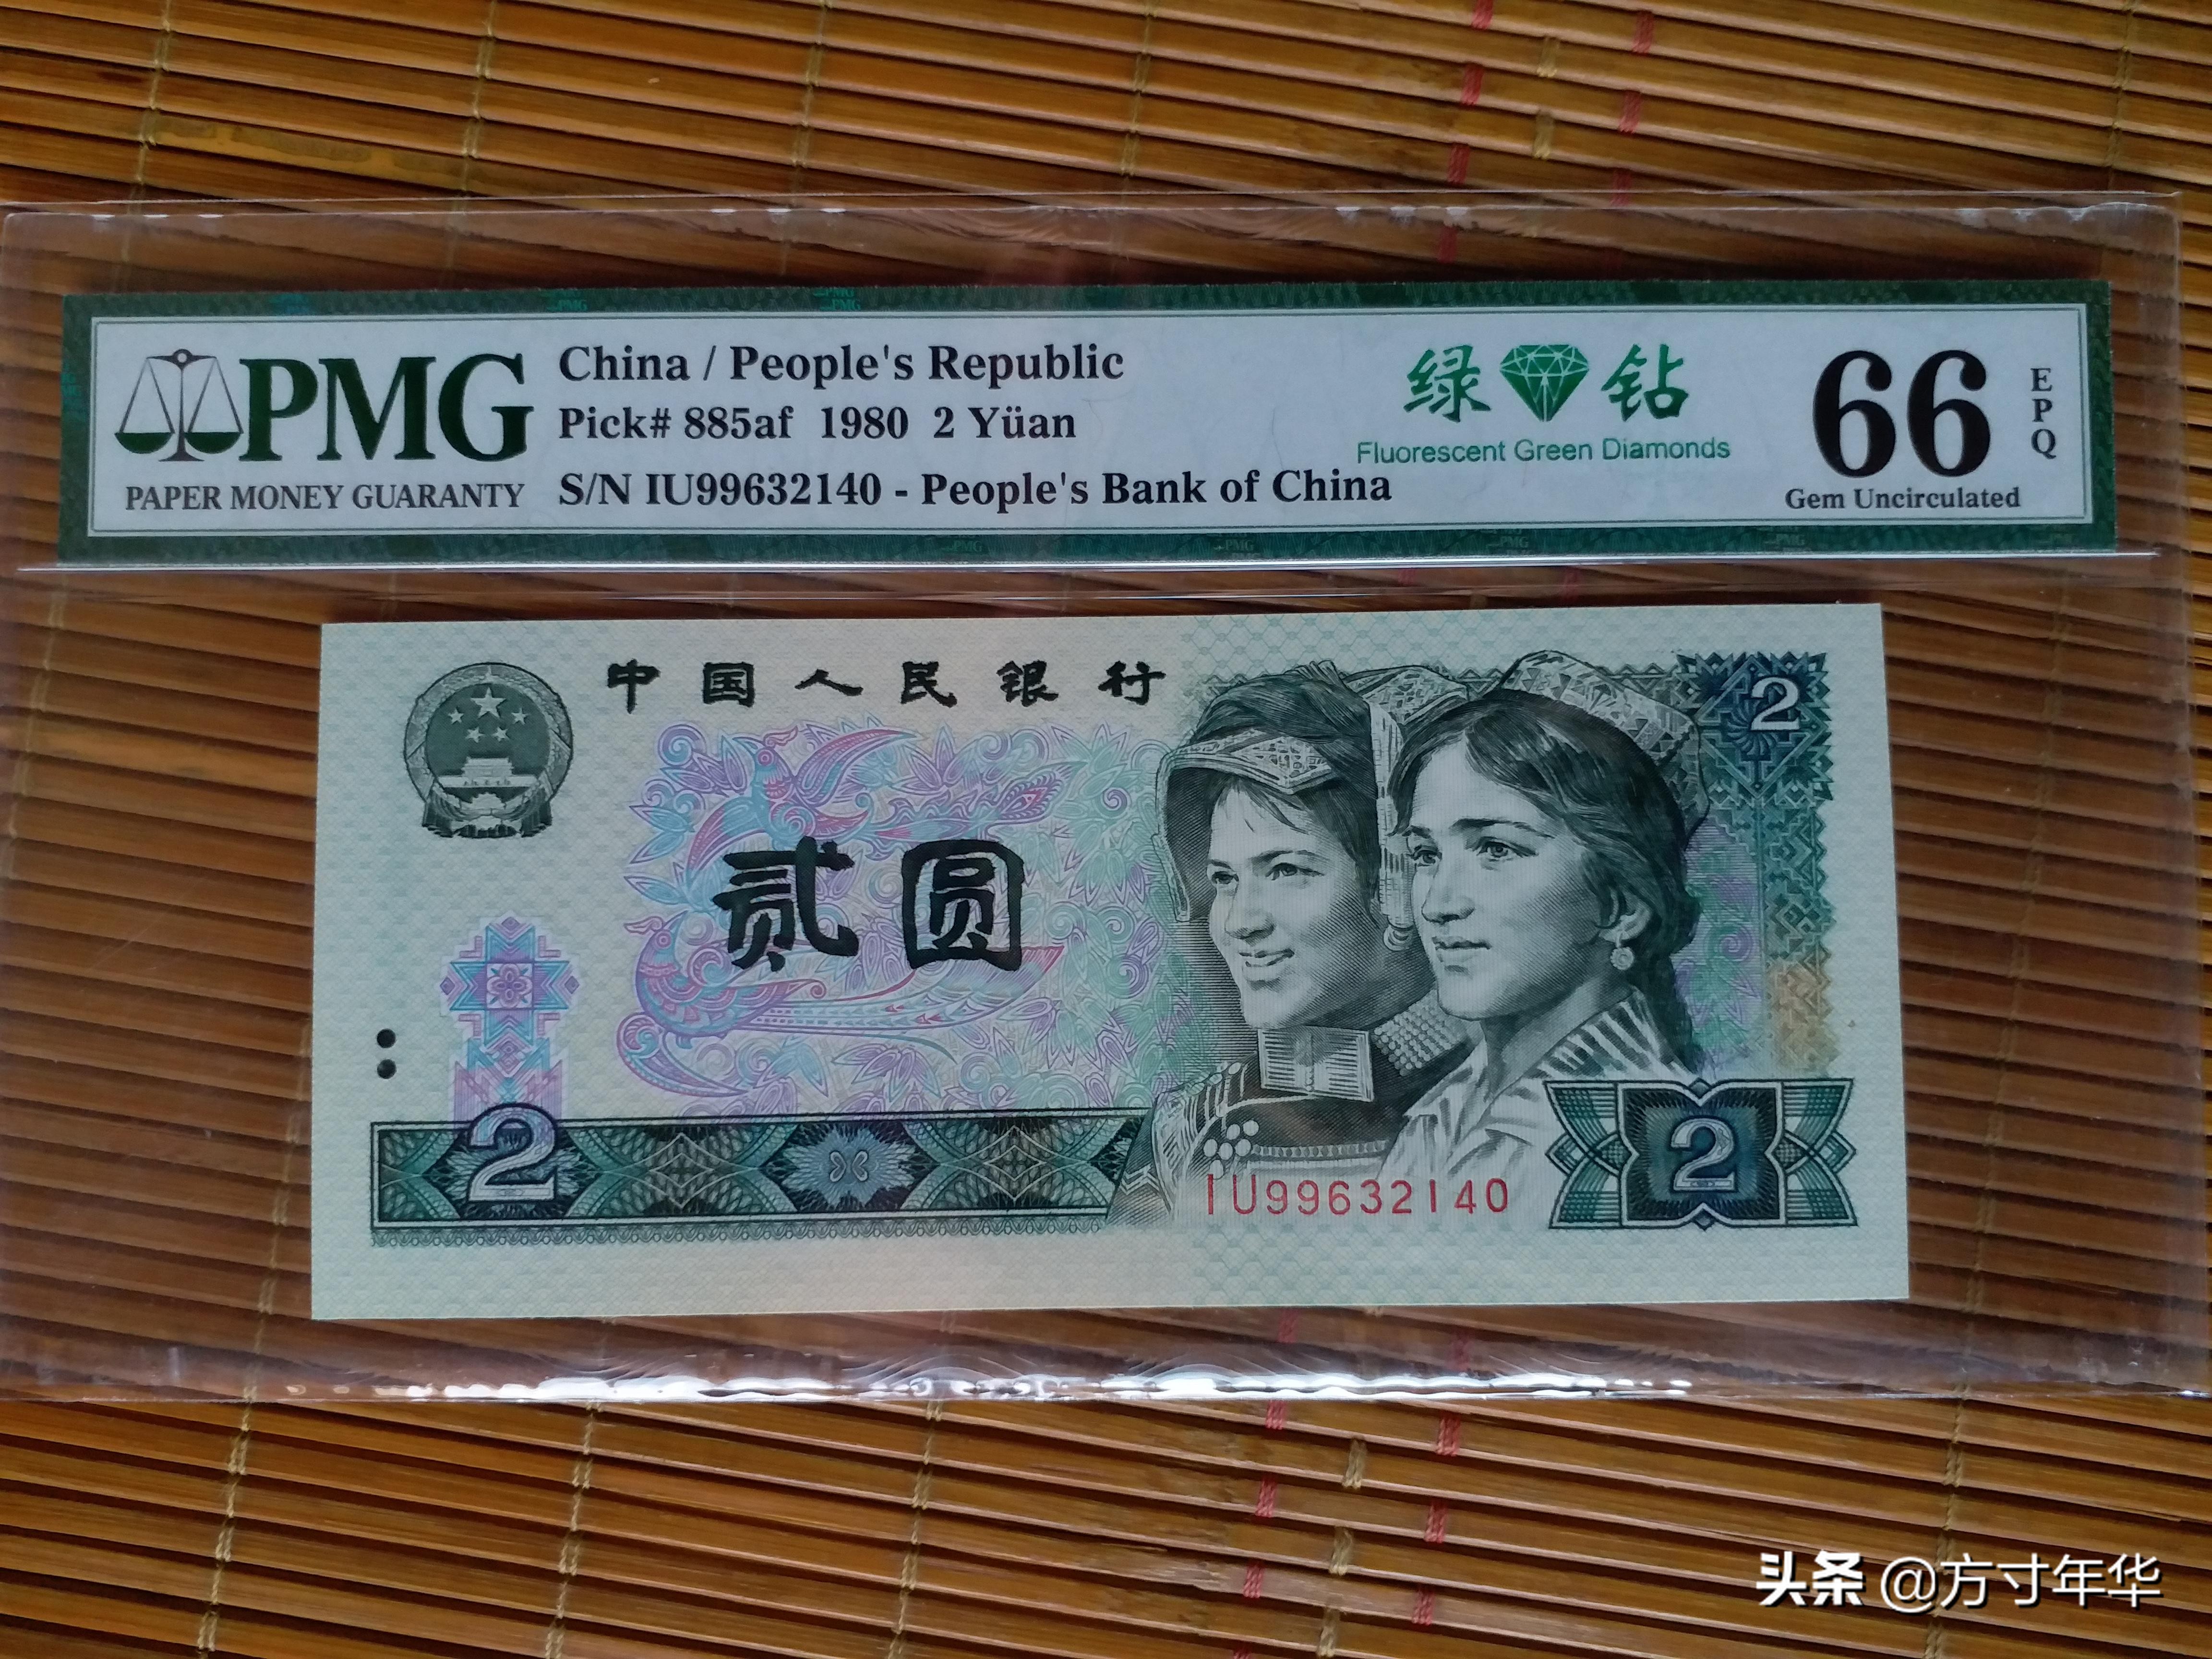 PMG
PAPER MONEY GUARANTY
China / People's Republic
Pick# 885af 1980 2 Yüan
S/N IU99632140 - People's Bank of China
绿 钻
Fluorescent Green Diamonds
66
EPQ
Gem Uncirculated
中国人民银行
2
贰圆
2
2
IU99632140
头条 @方寸年华